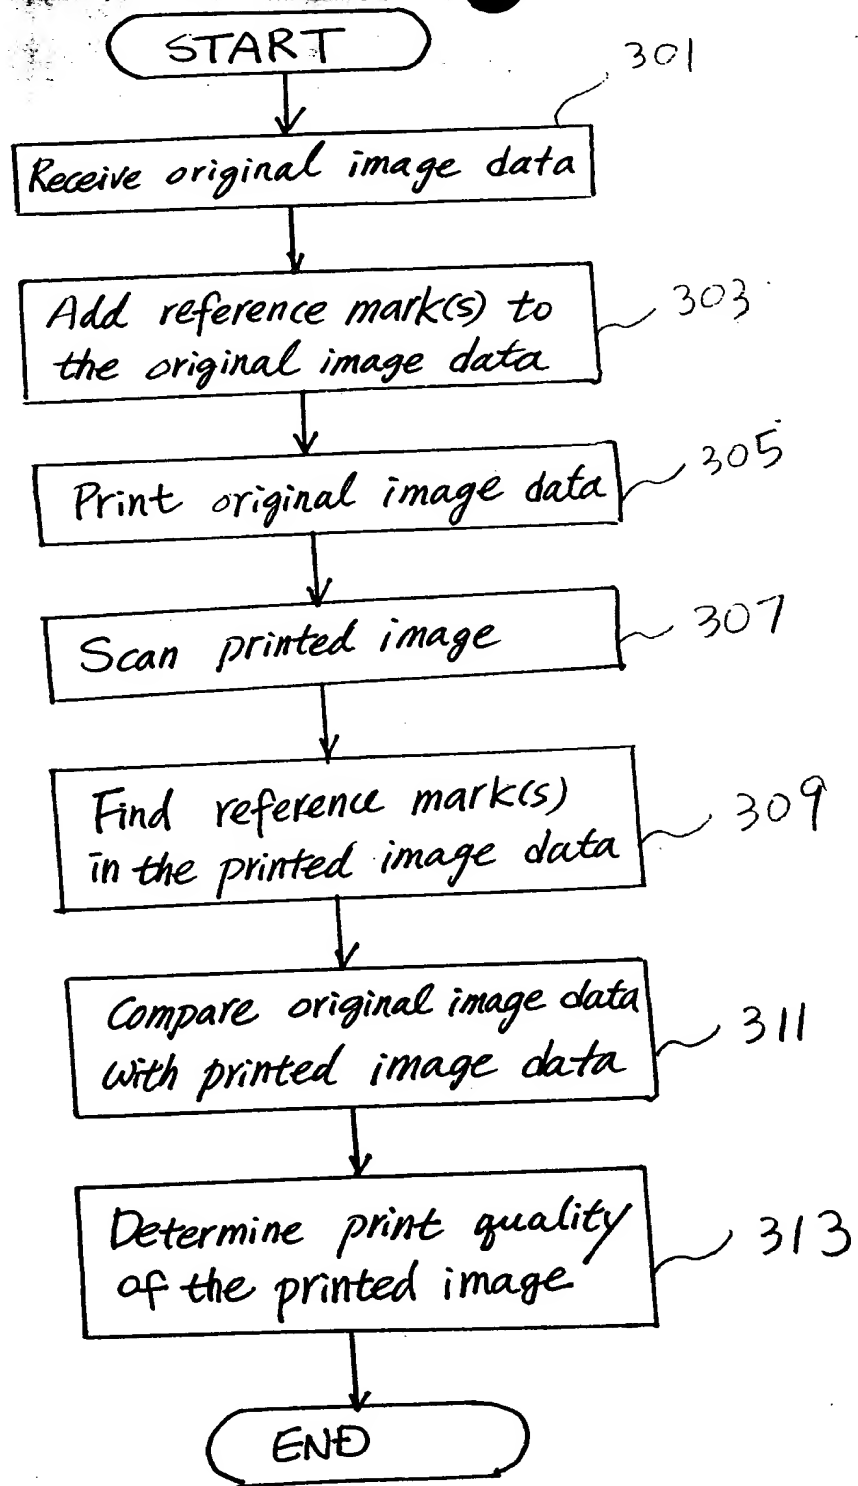 START
301
Receive original image data
Add reference mark(s) to
the original image data
303
Print original image data
305
Scan printed image
307
Find reference mark(s)
in the printed image data
309
Compare original image data
with printed image data
311
Determine print quality
of the printed image
313
END